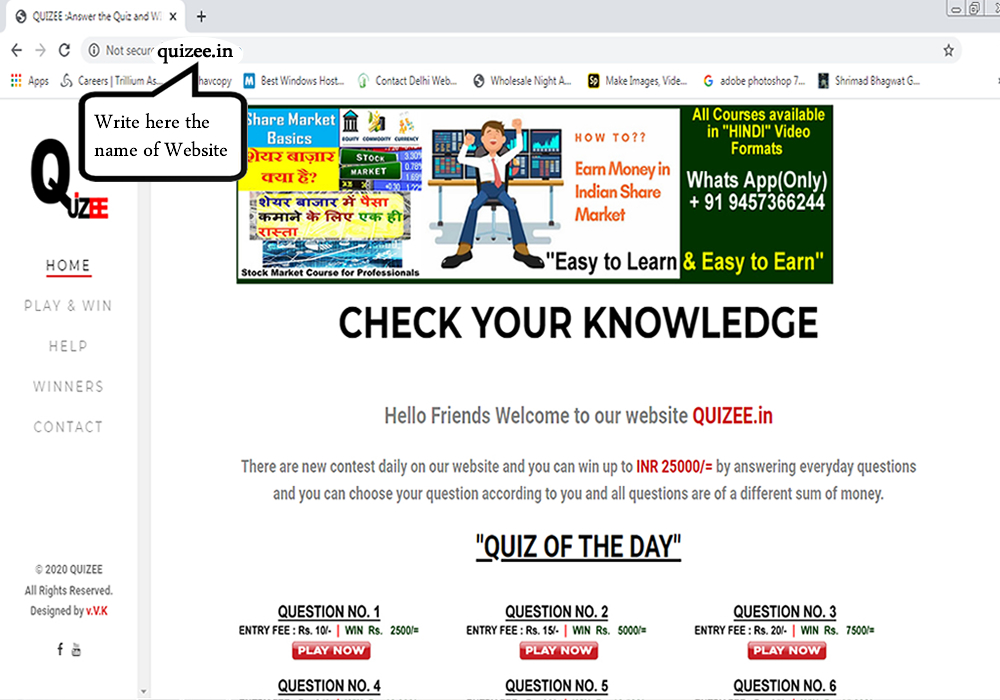 QUIZEE :Answer the Quiz and Wi
Not secure quizee.in
Apps Careers | Trillium As... havcopy Best Windows Host... Contact Delhi Web... Wholesale Night A... Make Images, Vide... adobe photoshop 7... Shrimad Bhagwat G...
Write here the
name of Website
QUIZEE
HOME
PLAY & WIN
HELP
WINNERS
CONTACT
© 2020 QUIZEE
All Rights Reserved.
Designed by v.V.K
Share Market
Basics
EQUITY COMMODITY CURRENCY
शेयर बाज़ार
क्या है?
STOCK
MARKET
शेयर बाजार में पैसा
कमाने के लिए एक ही
रास्ता
Stock Market Course for Professionals
HOW TO??
Earn Money in
Indian Share
Market
"Easy to Learn & Easy to Earn"
All Courses available
in "HINDI" Video
Formats
Whats App(Only)
+ 91 9457366244
CHECK YOUR KNOWLEDGE
Hello Friends Welcome to our website QUIZEE.in
There are new contest daily on our website and you can win up to INR 25000/= by answering everyday questions
and you can choose your question according to you and all questions are of a different sum of money.
"QUIZ OF THE DAY"
QUESTION NO. 1
ENTRY FEE : Rs. 10/- | WIN Rs. 2500/=
PLAY NOW
QUESTION NO. 2
ENTRY FEE : Rs. 15/- | WIN Rs. 5000/=
PLAY NOW
QUESTION NO. 3
ENTRY FEE : Rs. 20/- | WIN Rs. 7500/=
PLAY NOW
QUESTION NO. 4
QUESTION NO. 5
QUESTION NO. 6